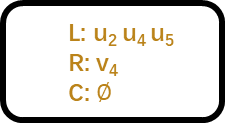 L: u₂ u₄ u₅
R: v₄
C: ∅